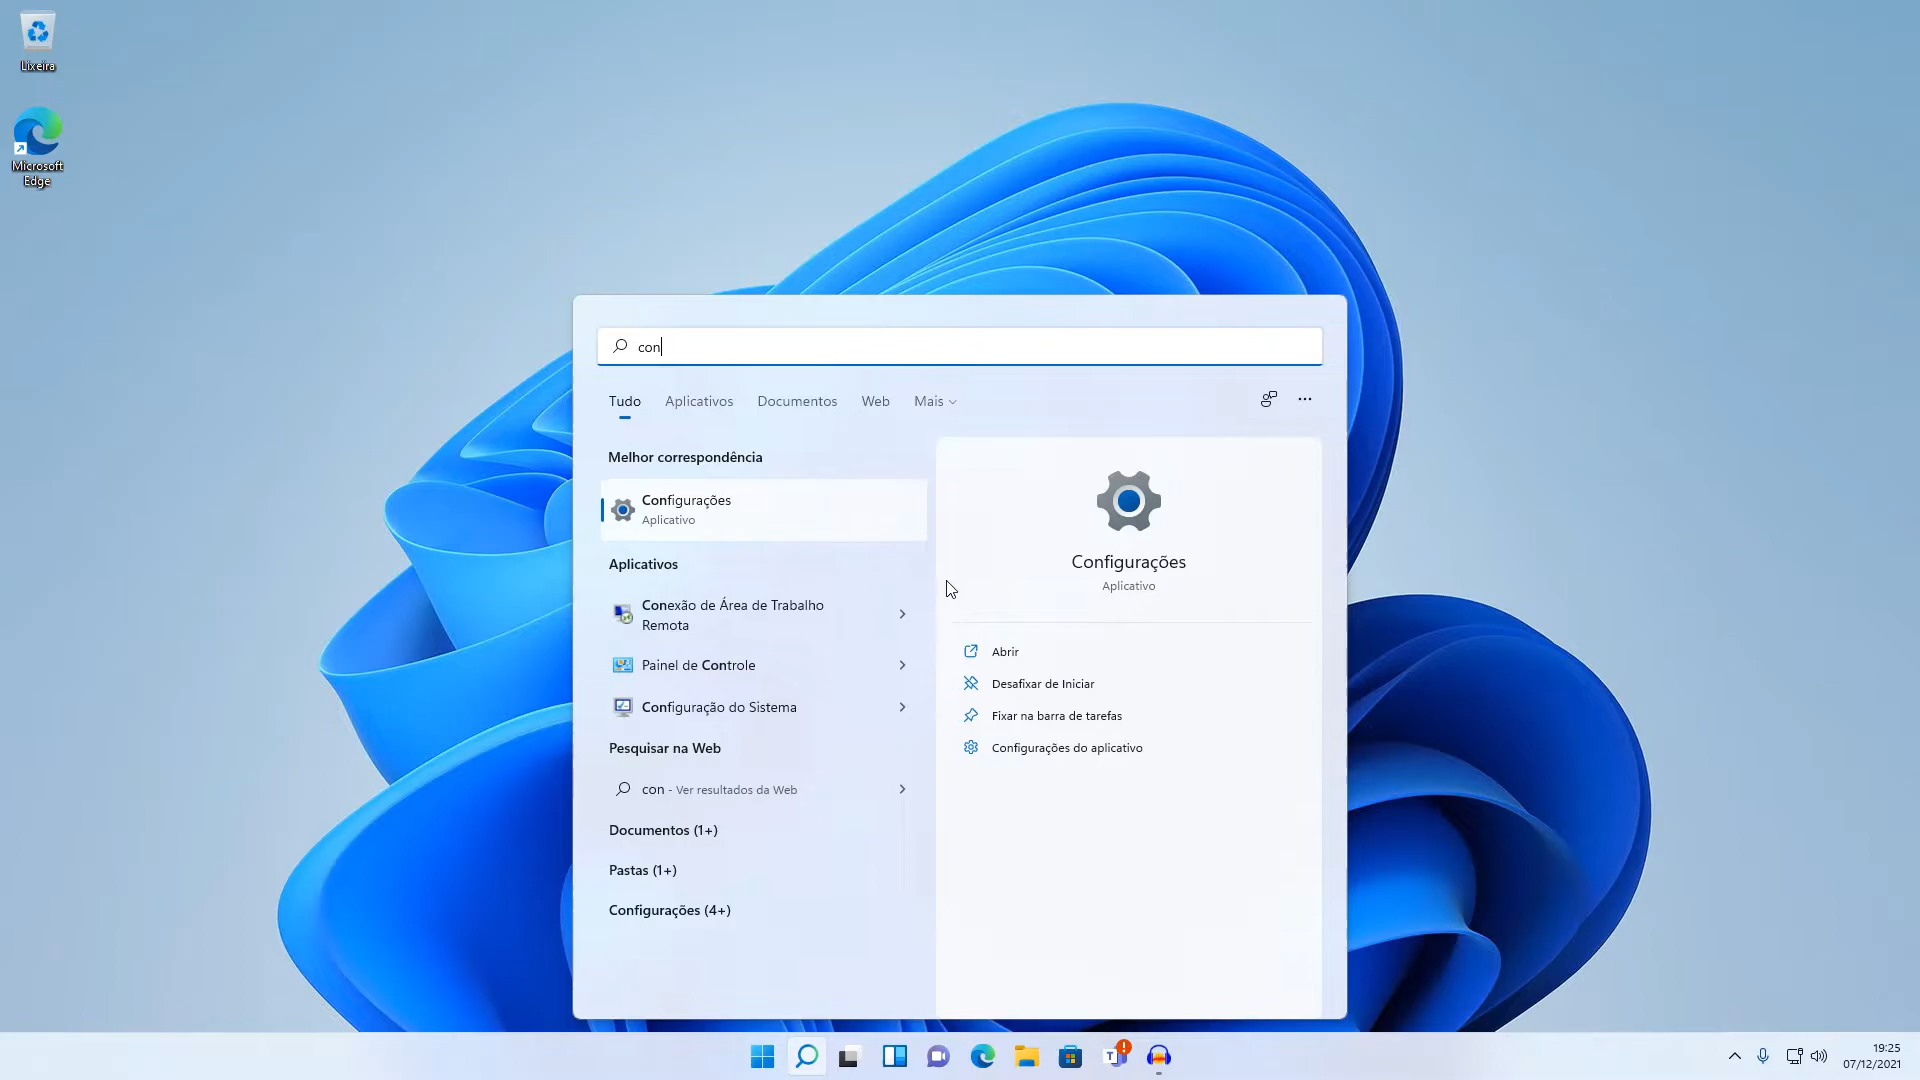 Lixeira
Microsoft
Edge
con
Tudo
Aplicativos
Documentos
Web
Mais
Melhor correspondência
Configurações
Aplicativo
Aplicativos
Conexão de Área de Trabalho
Remota
Painel de Controle
Configuração do Sistema
Pesquisar na Web
con - Ver resultados da Web
Documentos (1+)
Pastas (1+)
Configurações (4+)
Configurações
Aplicativo
Abrir
Desafixar de Iniciar
Fixar na barra de tarefas
Configurações do aplicativo
19:25
07/12/2021